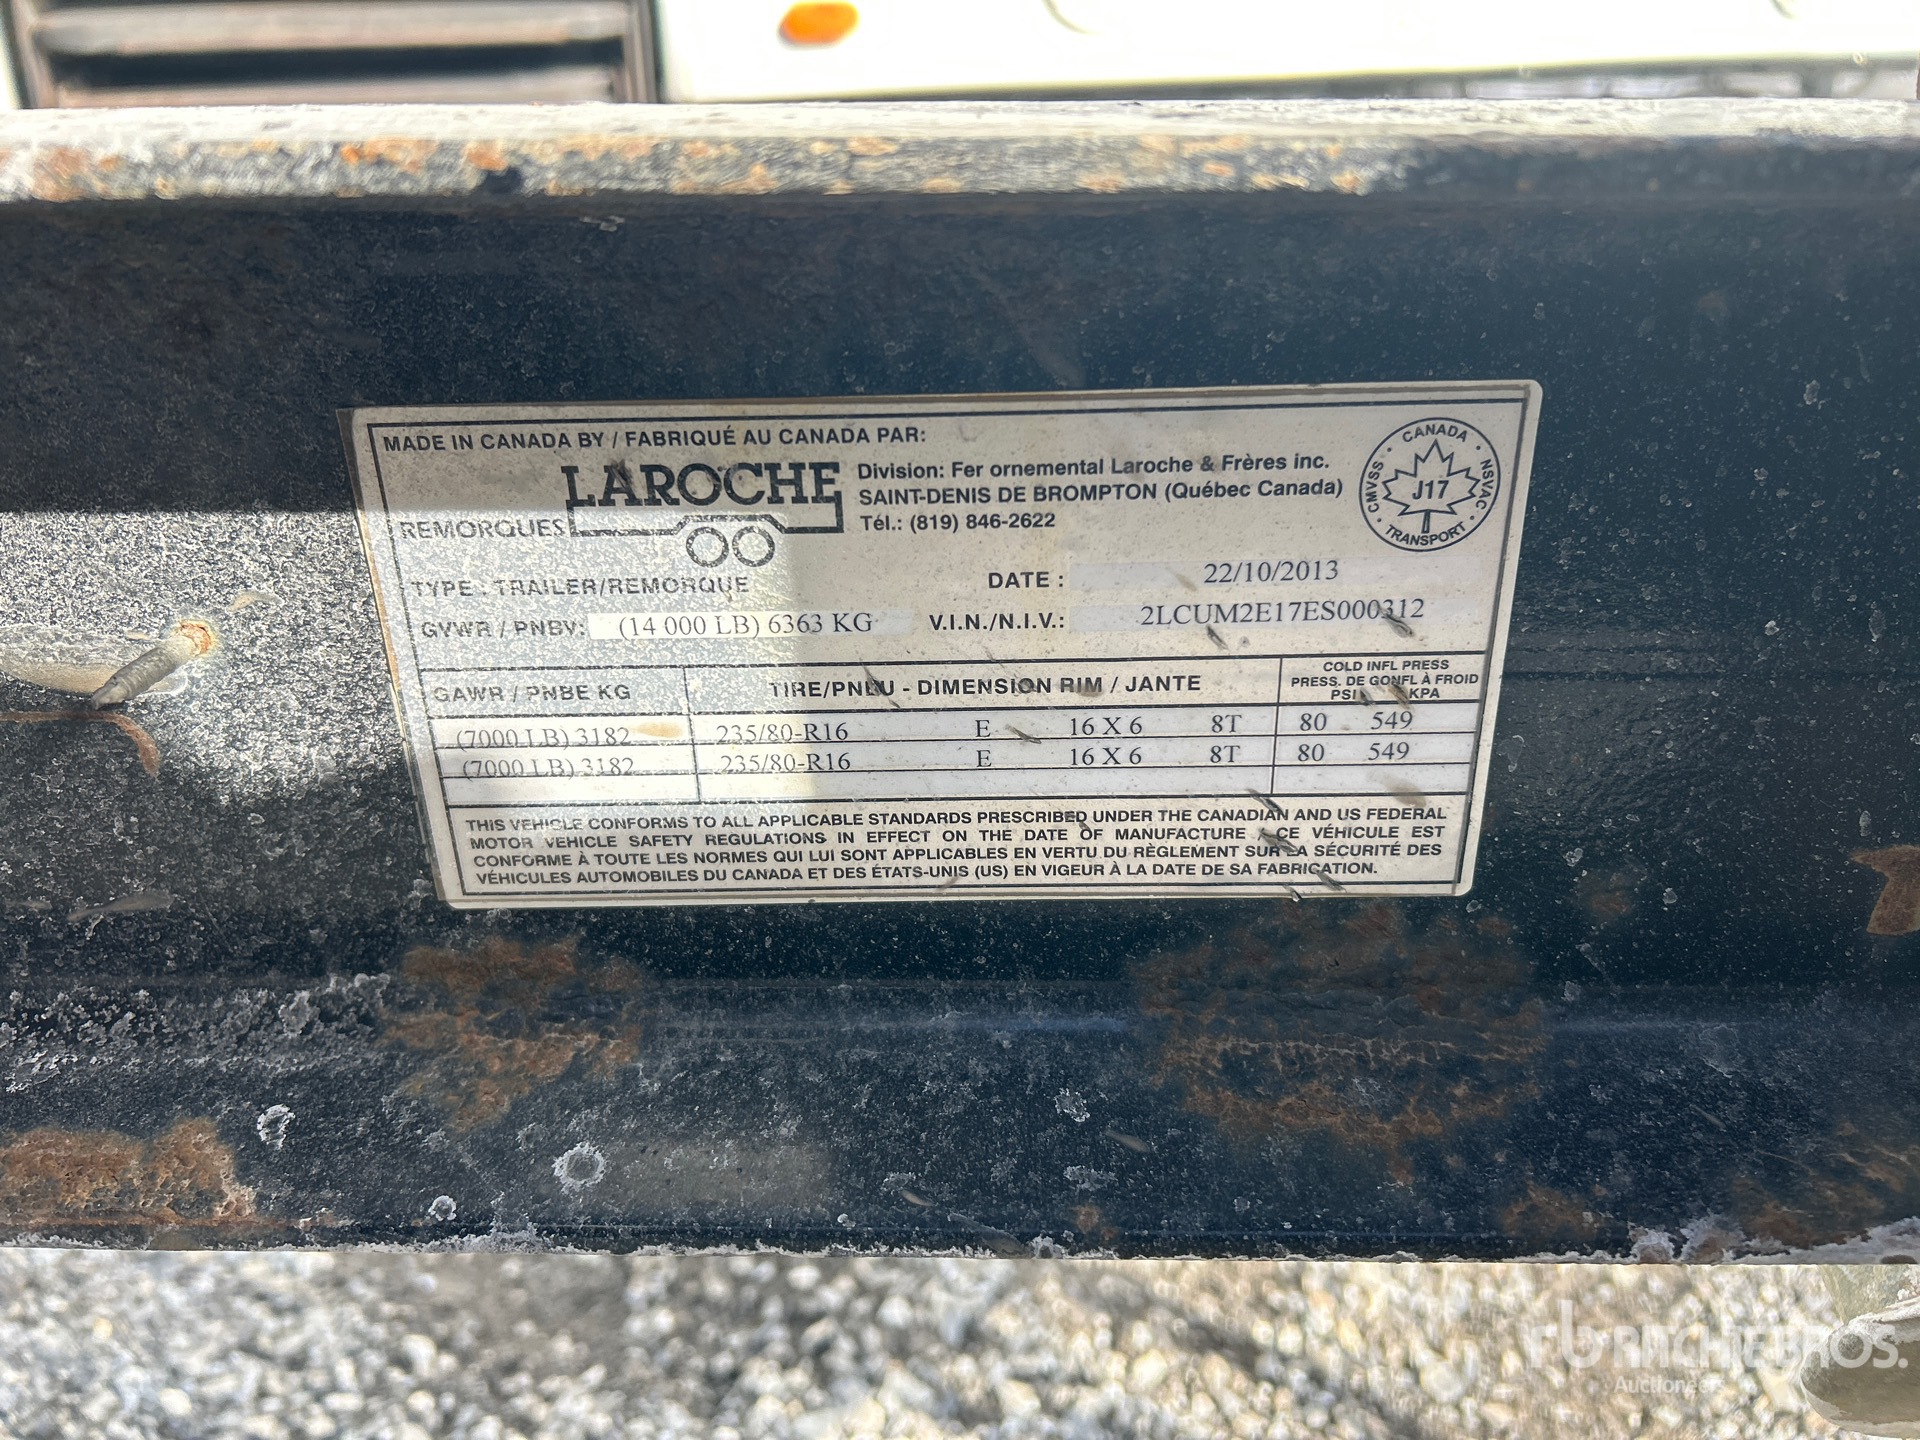 MADE IN CANADA BY / FABRIQUÉ AU CANADA PAR:
REMORQUES LAROCHE
Division: Fer ornemental Laroche & Frères inc.
SAINT-DENIS DE BROMPTON (Québec Canada)
Tél.: (819) 846-2622
CANADA
CMVSS J17 NSVAC
TRANSPORT
TYPE : TRAILER/REMORQUE DATE : 22/10/2013
GVWR / PNBV: (14 000 LB) 6363 KG V.I.N./N.I.V.: 2LCUM2E17ES000312
GAWR / PNBE KG TIRE/PNEU - DIMENSION RIM / JANTE COLD INFL PRESS
PRESS. DE GONFL À FROID
PSI KPA
(7000 LB) 3182 235/80-R16 E 16 X 6 8T 80 549
(7000 LB) 3182 235/80-R16 E 16 X 6 8T 80 549
THIS VEHICLE CONFORMS TO ALL APPLICABLE STANDARDS PRESCRIBED UNDER THE CANADIAN AND US FEDERAL
MOTOR VEHICLE SAFETY REGULATIONS IN EFFECT ON THE DATE OF MANUFACTURE / CE VÉHICULE EST
CONFORME À TOUTE LES NORMES QUI LUI SONT APPLICABLES EN VERTU DU RÈGLEMENT SUR LA SÉCURITÉ DES
VÉHICULES AUTOMOBILES DU CANADA ET DES ÉTATS-UNIS (US) EN VIGEUR À LA DATE DE SA FABRICATION.
rb RITCHIE BROS.
Auctioneers